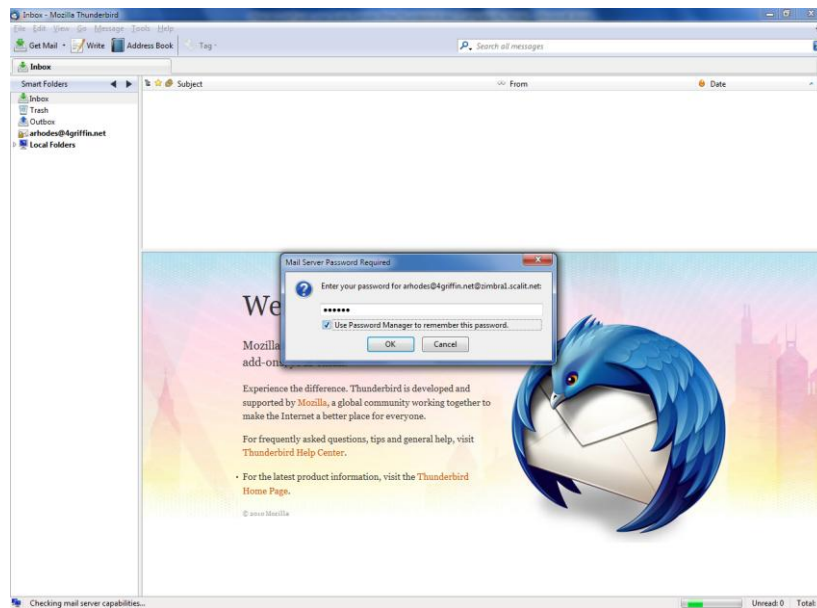 Inbox - Mozilla Thunderbird
File Edit View Go Message Tools Help
Get Mail Write Address Book Tag
Search all messages
Inbox
Smart Folders
Subject From Date
Inbox
Trash
Outbox
arhodes@4griffin.net
Local Folders
Mail Server Password Required
Enter your password for arhodes@4griffin.net@zimbra1.scalit.net:
••••••
Use Password Manager to remember this password.
OK Cancel
We
Mozilla
add-on
Experience the difference. Thunderbird is developed and
supported by Mozilla, a global community working together to
make the Internet a better place for everyone.
For frequently asked questions, tips and general help, visit
Thunderbird Help Center.
• For the latest product information, visit the Thunderbird
Home Page.
© 2010 Mozilla
Checking mail server capabilities...
Unread: 0 Total: